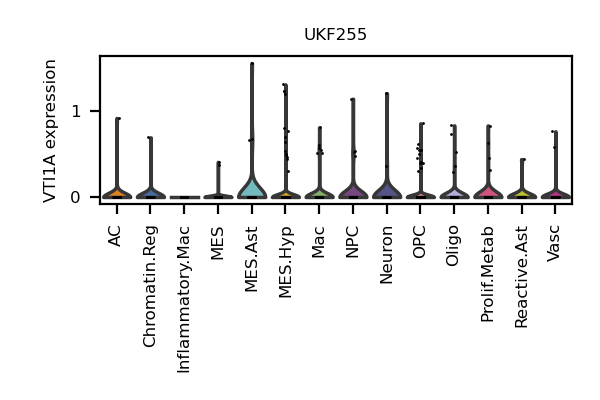 UKF255
VTI1A expression
1
0
AC
Chromatin.Reg
Inflammatory.Mac
MES
MES.Ast
MES.Hyp
Mac
NPC
Neuron
OPC
Oligo
Prolif.Metab
Reactive.Ast
Vasc